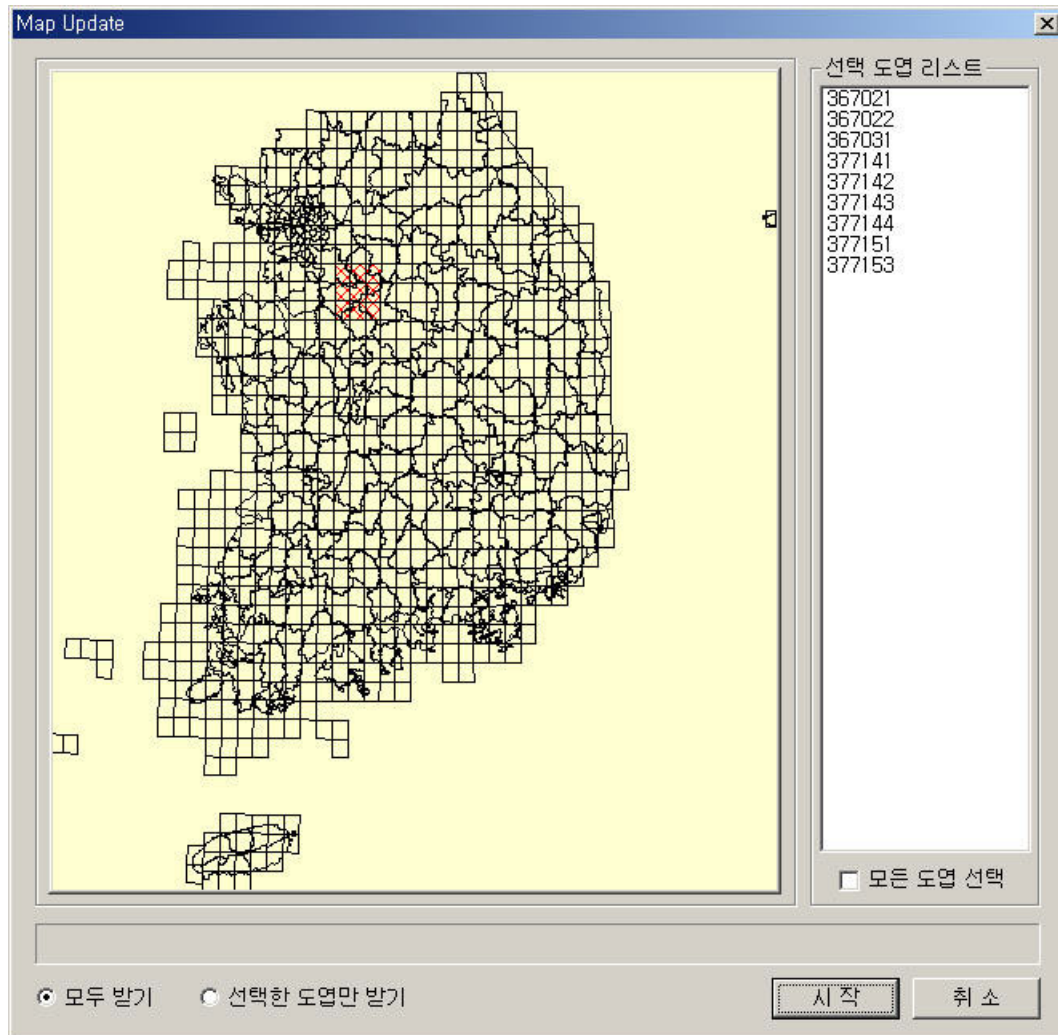 Map Update
선택 도엽 리스트
367021
367022
367031
377141
377142
377143
377144
377151
377153
모든 도엽 선택
모두 받기
선택한 도엽만 받기
시 작
취 소